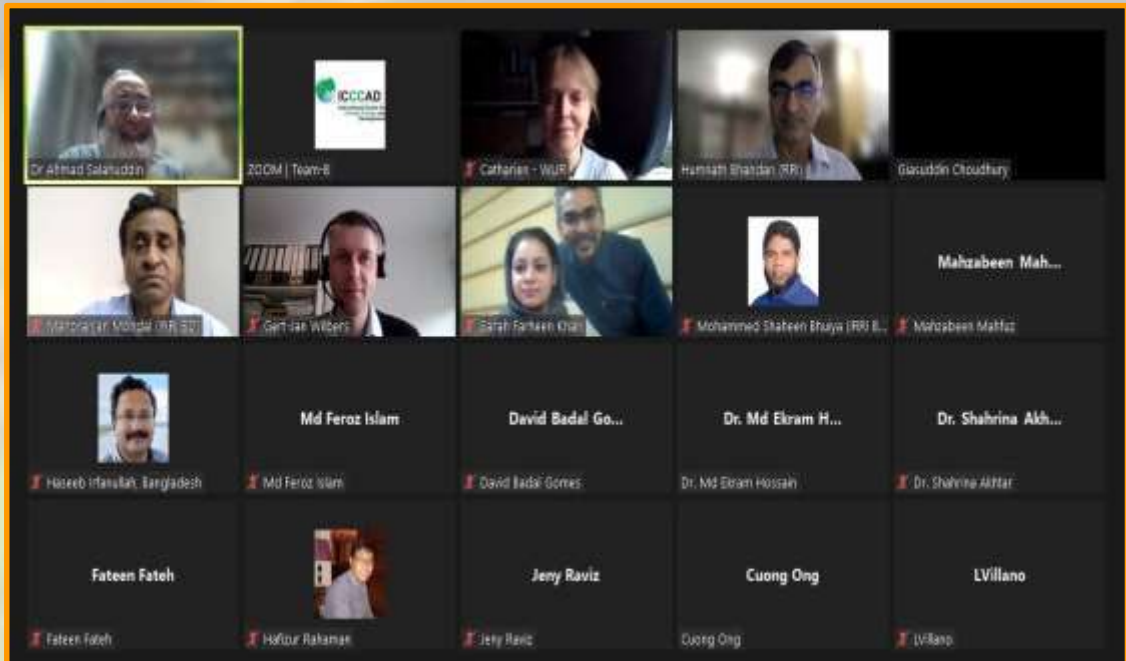 Dr Ahmad Salahuddin
ICCCAD
ZOOM | Team-B
Catharien - WUR
Humnath Bhandari (IRRI)
Giasuddin Choudhury
Manoranjan Mondal (IRRI BD)
Gert-Jan Wilbers
Farah Farheen Khan
Mohammed Shaheen Bhuiya (IRRI B...
Mahzabeen Mah...
Mahzabeen Mahfuz
Haseeb Irfanullah, Bangladesh
Md Feroz Islam
Md Feroz Islam
David Badal Go...
David Badal Gomes
Dr. Md Ekram H...
Dr. Md Ekram Hossain
Dr. Shahrina Akh...
Dr. Shahrina Akhtar
Fateen Fateh
Fateen Fateh
Hafizur Rahaman
Jeny Raviz
Jeny Raviz
Cuong Ong
Cuong Ong
LVillano
LVillano